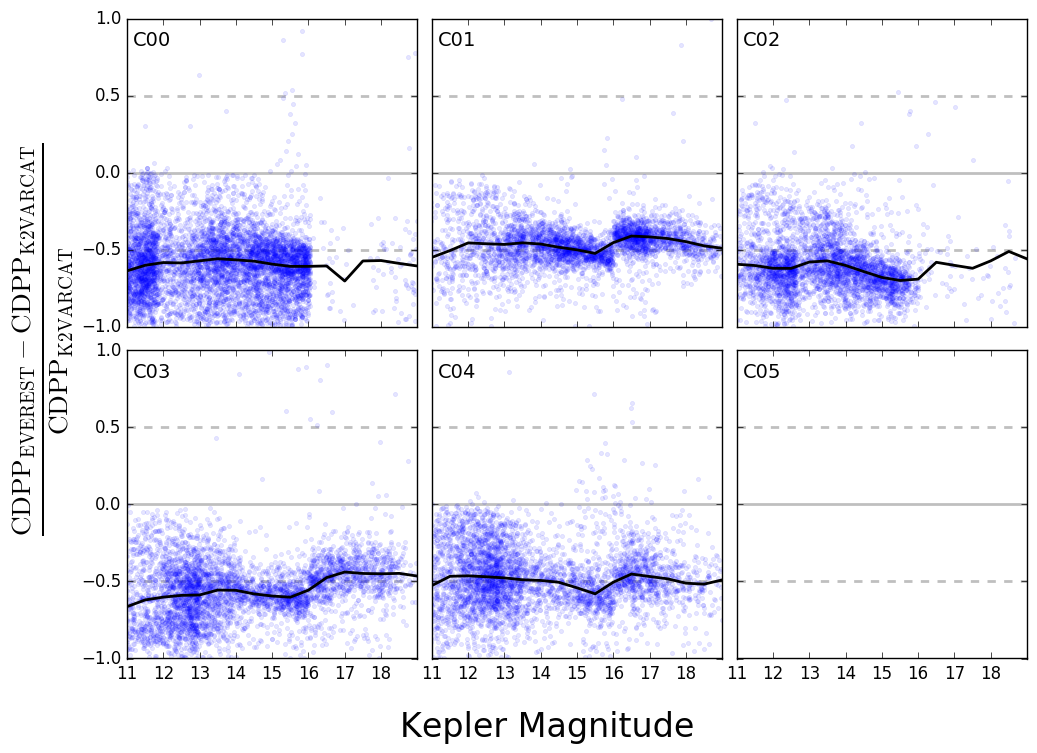 C00
C01
C02
1.0
0.5
0.0
−0.5
−1.0
CDPP_EVEREST − CDPP_K2VARCAT
CDPP_K2VARCAT
C03
C04
C05
1.0
0.5
0.0
−0.5
−1.0
11 12 13 14 15 16 17 18
11 12 13 14 15 16 17 18
11 12 13 14 15 16 17 18
Kepler Magnitude